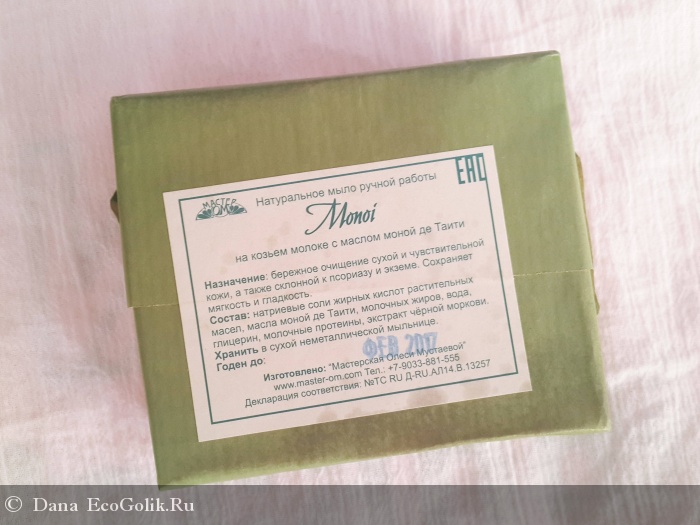 Натуральное мыло ручной работы
EAC
МАСТЕР
ОМ
Monoi
на козьем молоке с маслом моной де Таити
Назначение: бережное очищение сухой и чувствительной
кожи, а также склонной к псориазу и экземе. Сохраняет
мягкость и гладкость.
Состав: натриевые соли жирных кислот растительных
масел, масла моной де Таити, молочных жиров, вода,
глицерин, молочные протеины, экстракт чёрной моркови.
Хранить в сухой неметаллической мыльнице.
Годен до: ФЕВ 2017
Изготовлено: "Мастерская Олеси Мустаевой"
www.master-om.com Тел.: +7-9033-881-555
Декларация соответствия: №ТС RU Д-RU.АЛ14.В.13257
© Dana EcoGolik.Ru